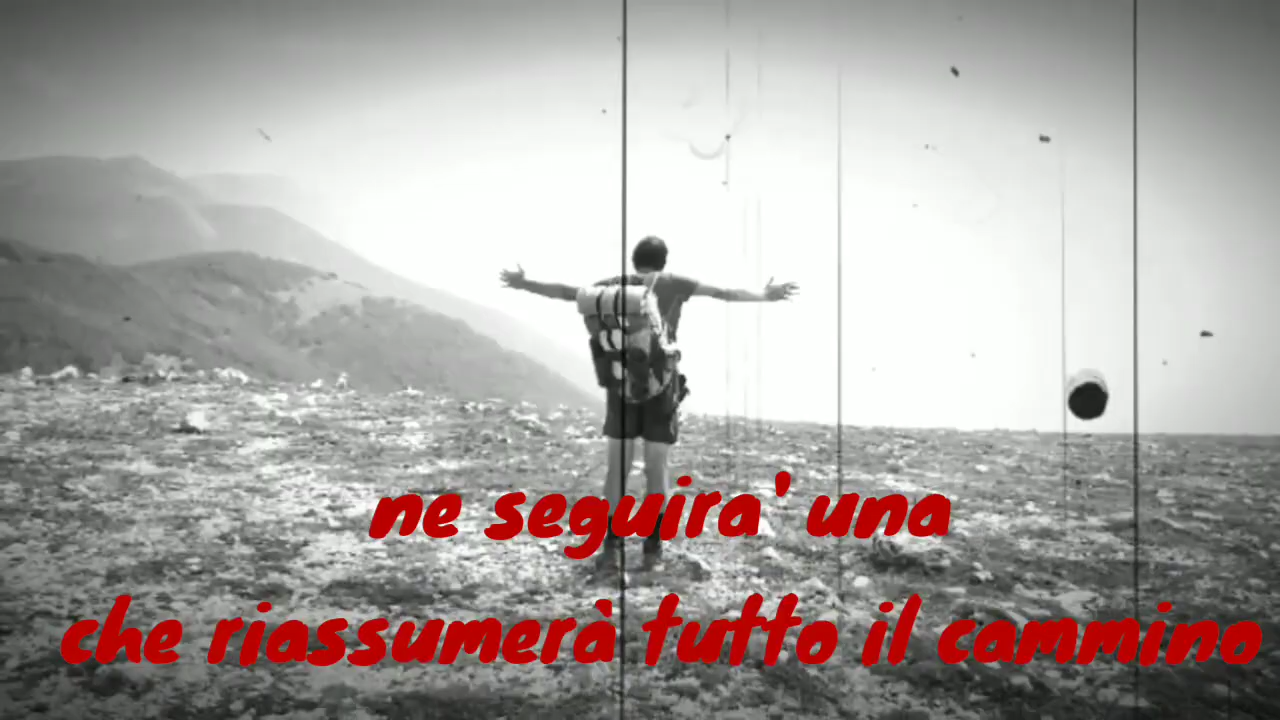 ne seguira' una
che riassumerà tutto il cammino